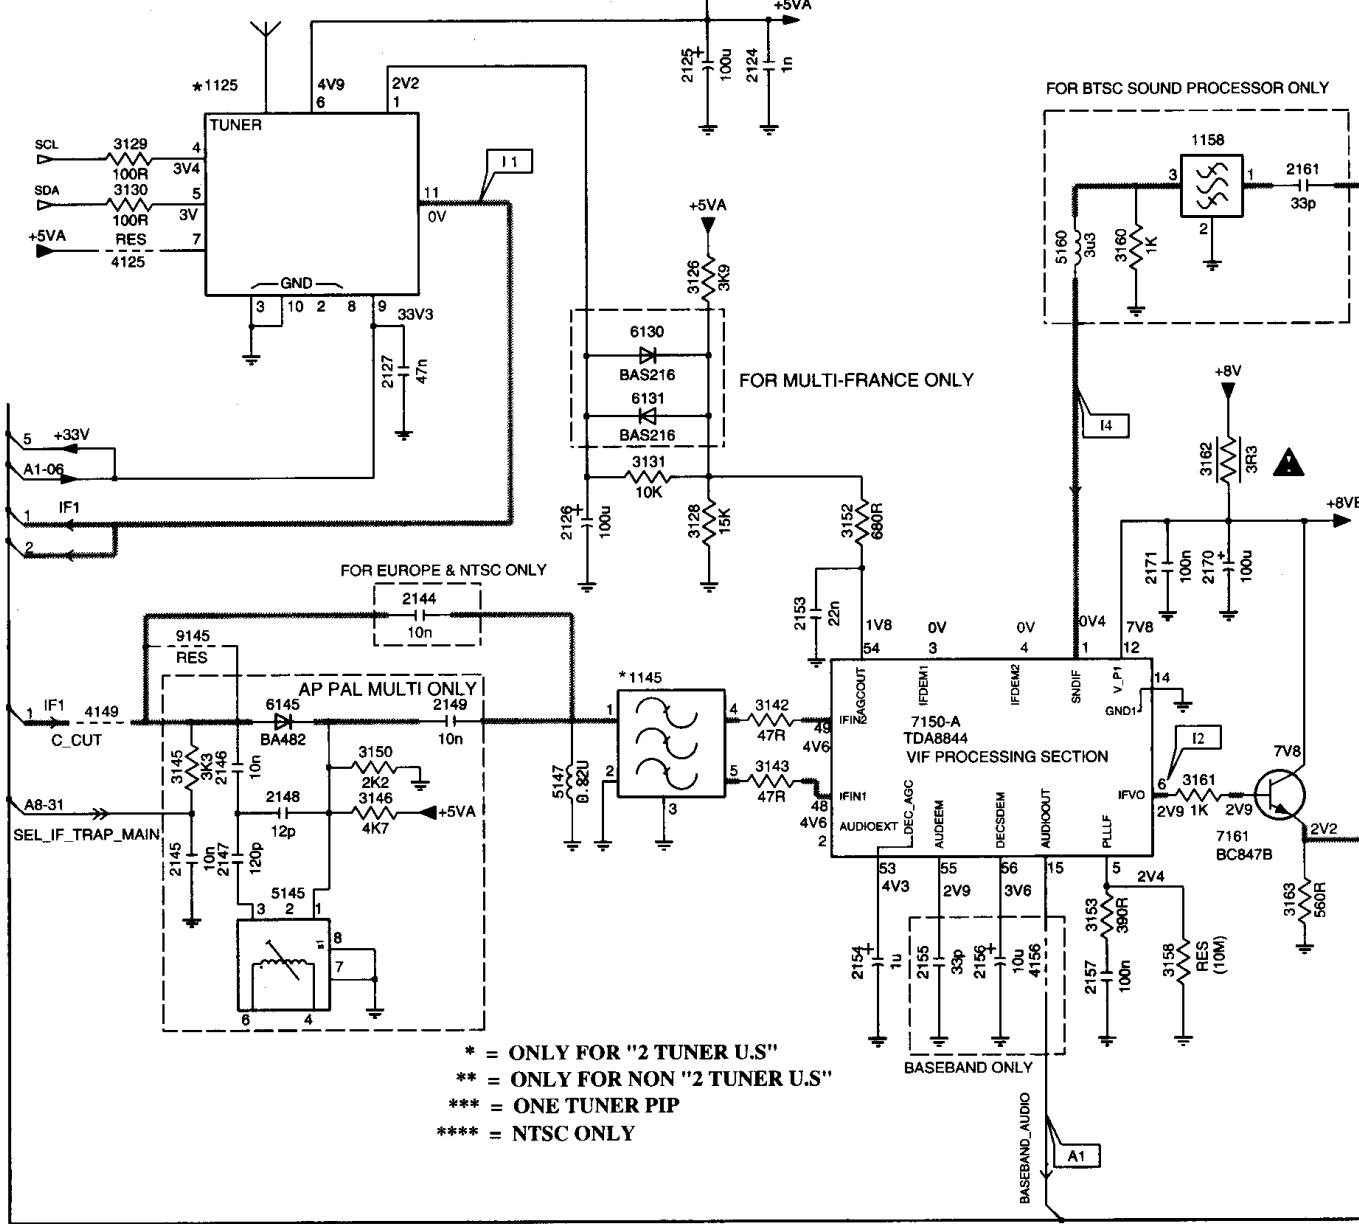 +5VA
2125
+
100u
2124
1n
*1125
4V9
6
2V2
1
TUNER
SCL
3129
100R
4
3V4
SDA
3130
100R
5
3V
+5VA
RES
4125
7
11
0V
I1
GND
3 10 2 8 9
33V3
2127
47n
+5VA
3126
3K9
6130
BAS216
6131
BAS216
FOR MULTI-FRANCE ONLY
3131
10K
2126
+
100u
3128
15K
3152
680R
2153
22n
FOR BTSC SOUND PROCESSOR ONLY
1158
3
1
2
2161
33p
5160
3u3
3160
1K
I4
+8V
3162
3R3
+8VB
2171
100n
2170
+
100u
5
+33V
A1-06
1
IF1
2
FOR EUROPE & NTSC ONLY
2144
10n
9145
RES
AP PAL MULTI ONLY
1
IF1
4149
C_CUT
6145
BA482
2149
10n
3145
3K3
2146
10n
3150
2K2
2148
12p
3146
4K7
+5VA
A8-31
SEL_IF_TRAP_MAIN
2145
10n
2147
120p
5145
3 2 1
s1
8
7
6
4
5147
0.82U
*1145
1
2
3
4
5
3142
47R
3143
47R
1V8
54
0V
3
0V
4
0V4
1
7V8
12
AGCOUT
IFDEM1
IFDEM2
SNDIF
V_P1
14
GND1
IFIN2
49
4V6
7150-A
TDA8844
VIF PROCESSING SECTION
IFIN1
48
4V6
AUDIOEXT
2
DEC_AGC
AUDEEM
DECSDEM
AUDIOOUT
PLLLF
IFVO
6
2V9
I2
3161
1K
2V9
7V8
7161
BC847B
2V2
3163
560R
53
4V3
55
2V9
56
3V6
15
5
2V4
3153
390R
2157
100n
3158
RES
(10M)
2154
+
1u
2155
33p
2156
+
10u
4156
BASEBAND ONLY
BASEBAND_AUDIO
A1
* = ONLY FOR "2 TUNER U.S"
** = ONLY FOR NON "2 TUNER U.S"
*** = ONE TUNER PIP
**** = NTSC ONLY